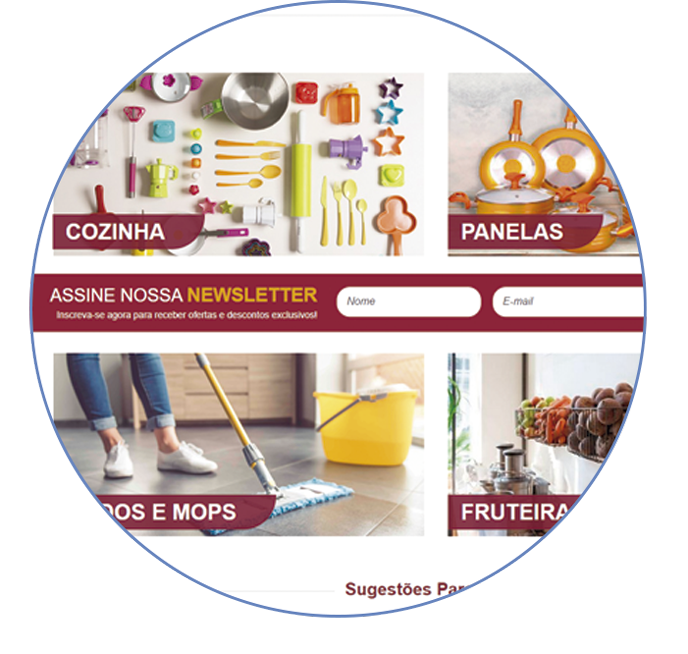 COZINHA
PANELAS
ASSINE NOSSA NEWSLETTER
Inscreva-se agora para receber ofertas e descontos exclusivos!
Nome
E-mail
DOS E MOPS
FRUTEIRA
Sugestões Par